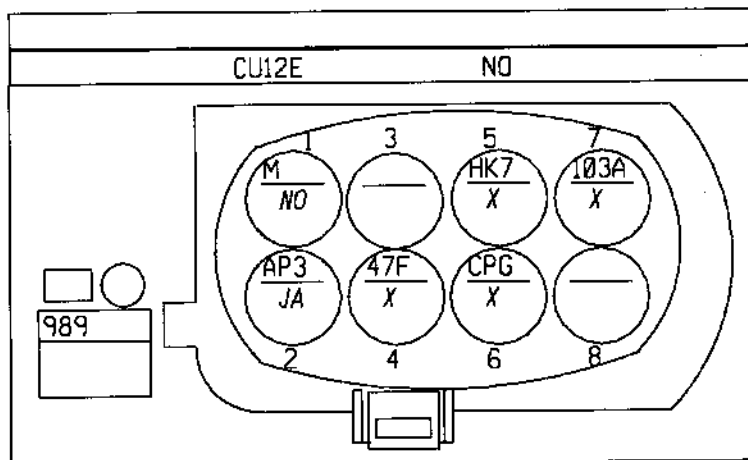 CU12E NO
1 3 5 7
M HK7 103A
NO X X
AP3 47F CPG
JA X X
989
2 4 6 8